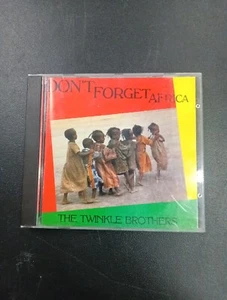 DON'T FORGET AFRICA
THE TWINKLE BROTHERS